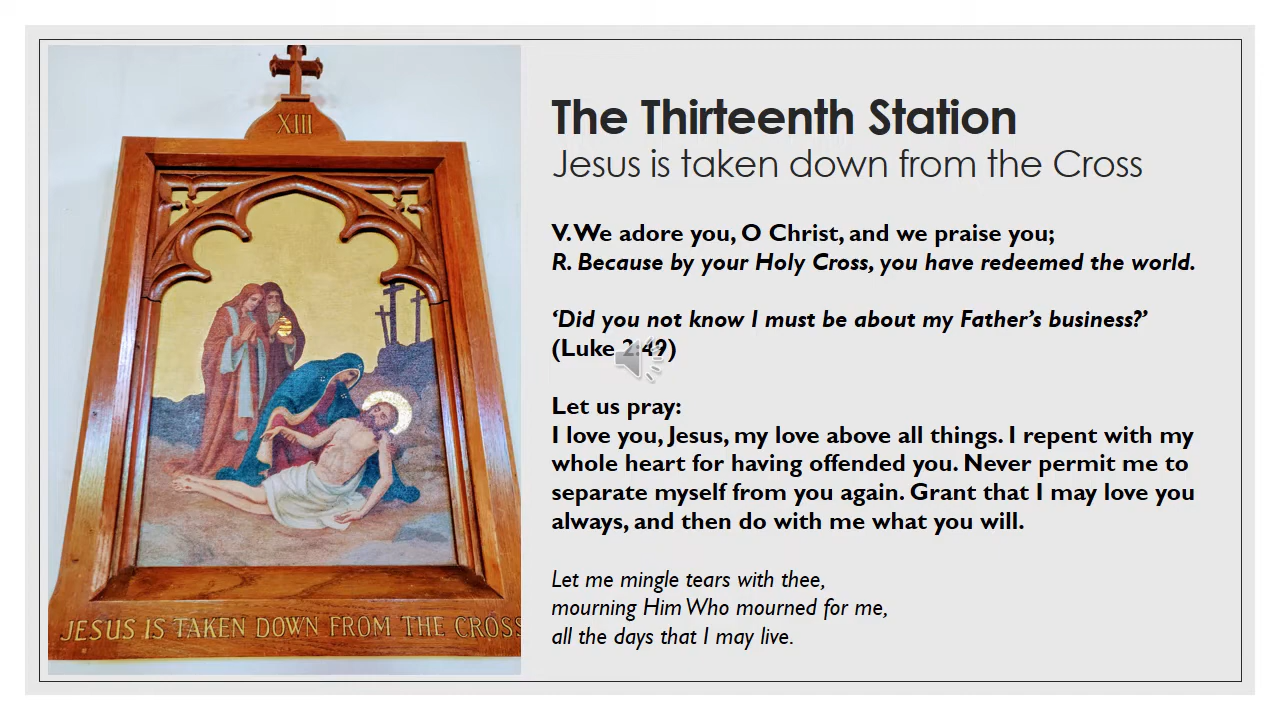 XIII
JESUS IS TAKEN DOWN FROM THE CROSS
The Thirteenth Station
Jesus is taken down from the Cross
V. We adore you, O Christ, and we praise you;
R. Because by your Holy Cross, you have redeemed the world.
‘Did you not know I must be about my Father’s business?’
(Luke 2:49)
Let us pray:
I love you, Jesus, my love above all things. I repent with my
whole heart for having offended you. Never permit me to
separate myself from you again. Grant that I may love you
always, and then do with me what you will.
Let me mingle tears with thee,
mourning Him Who mourned for me,
all the days that I may live.